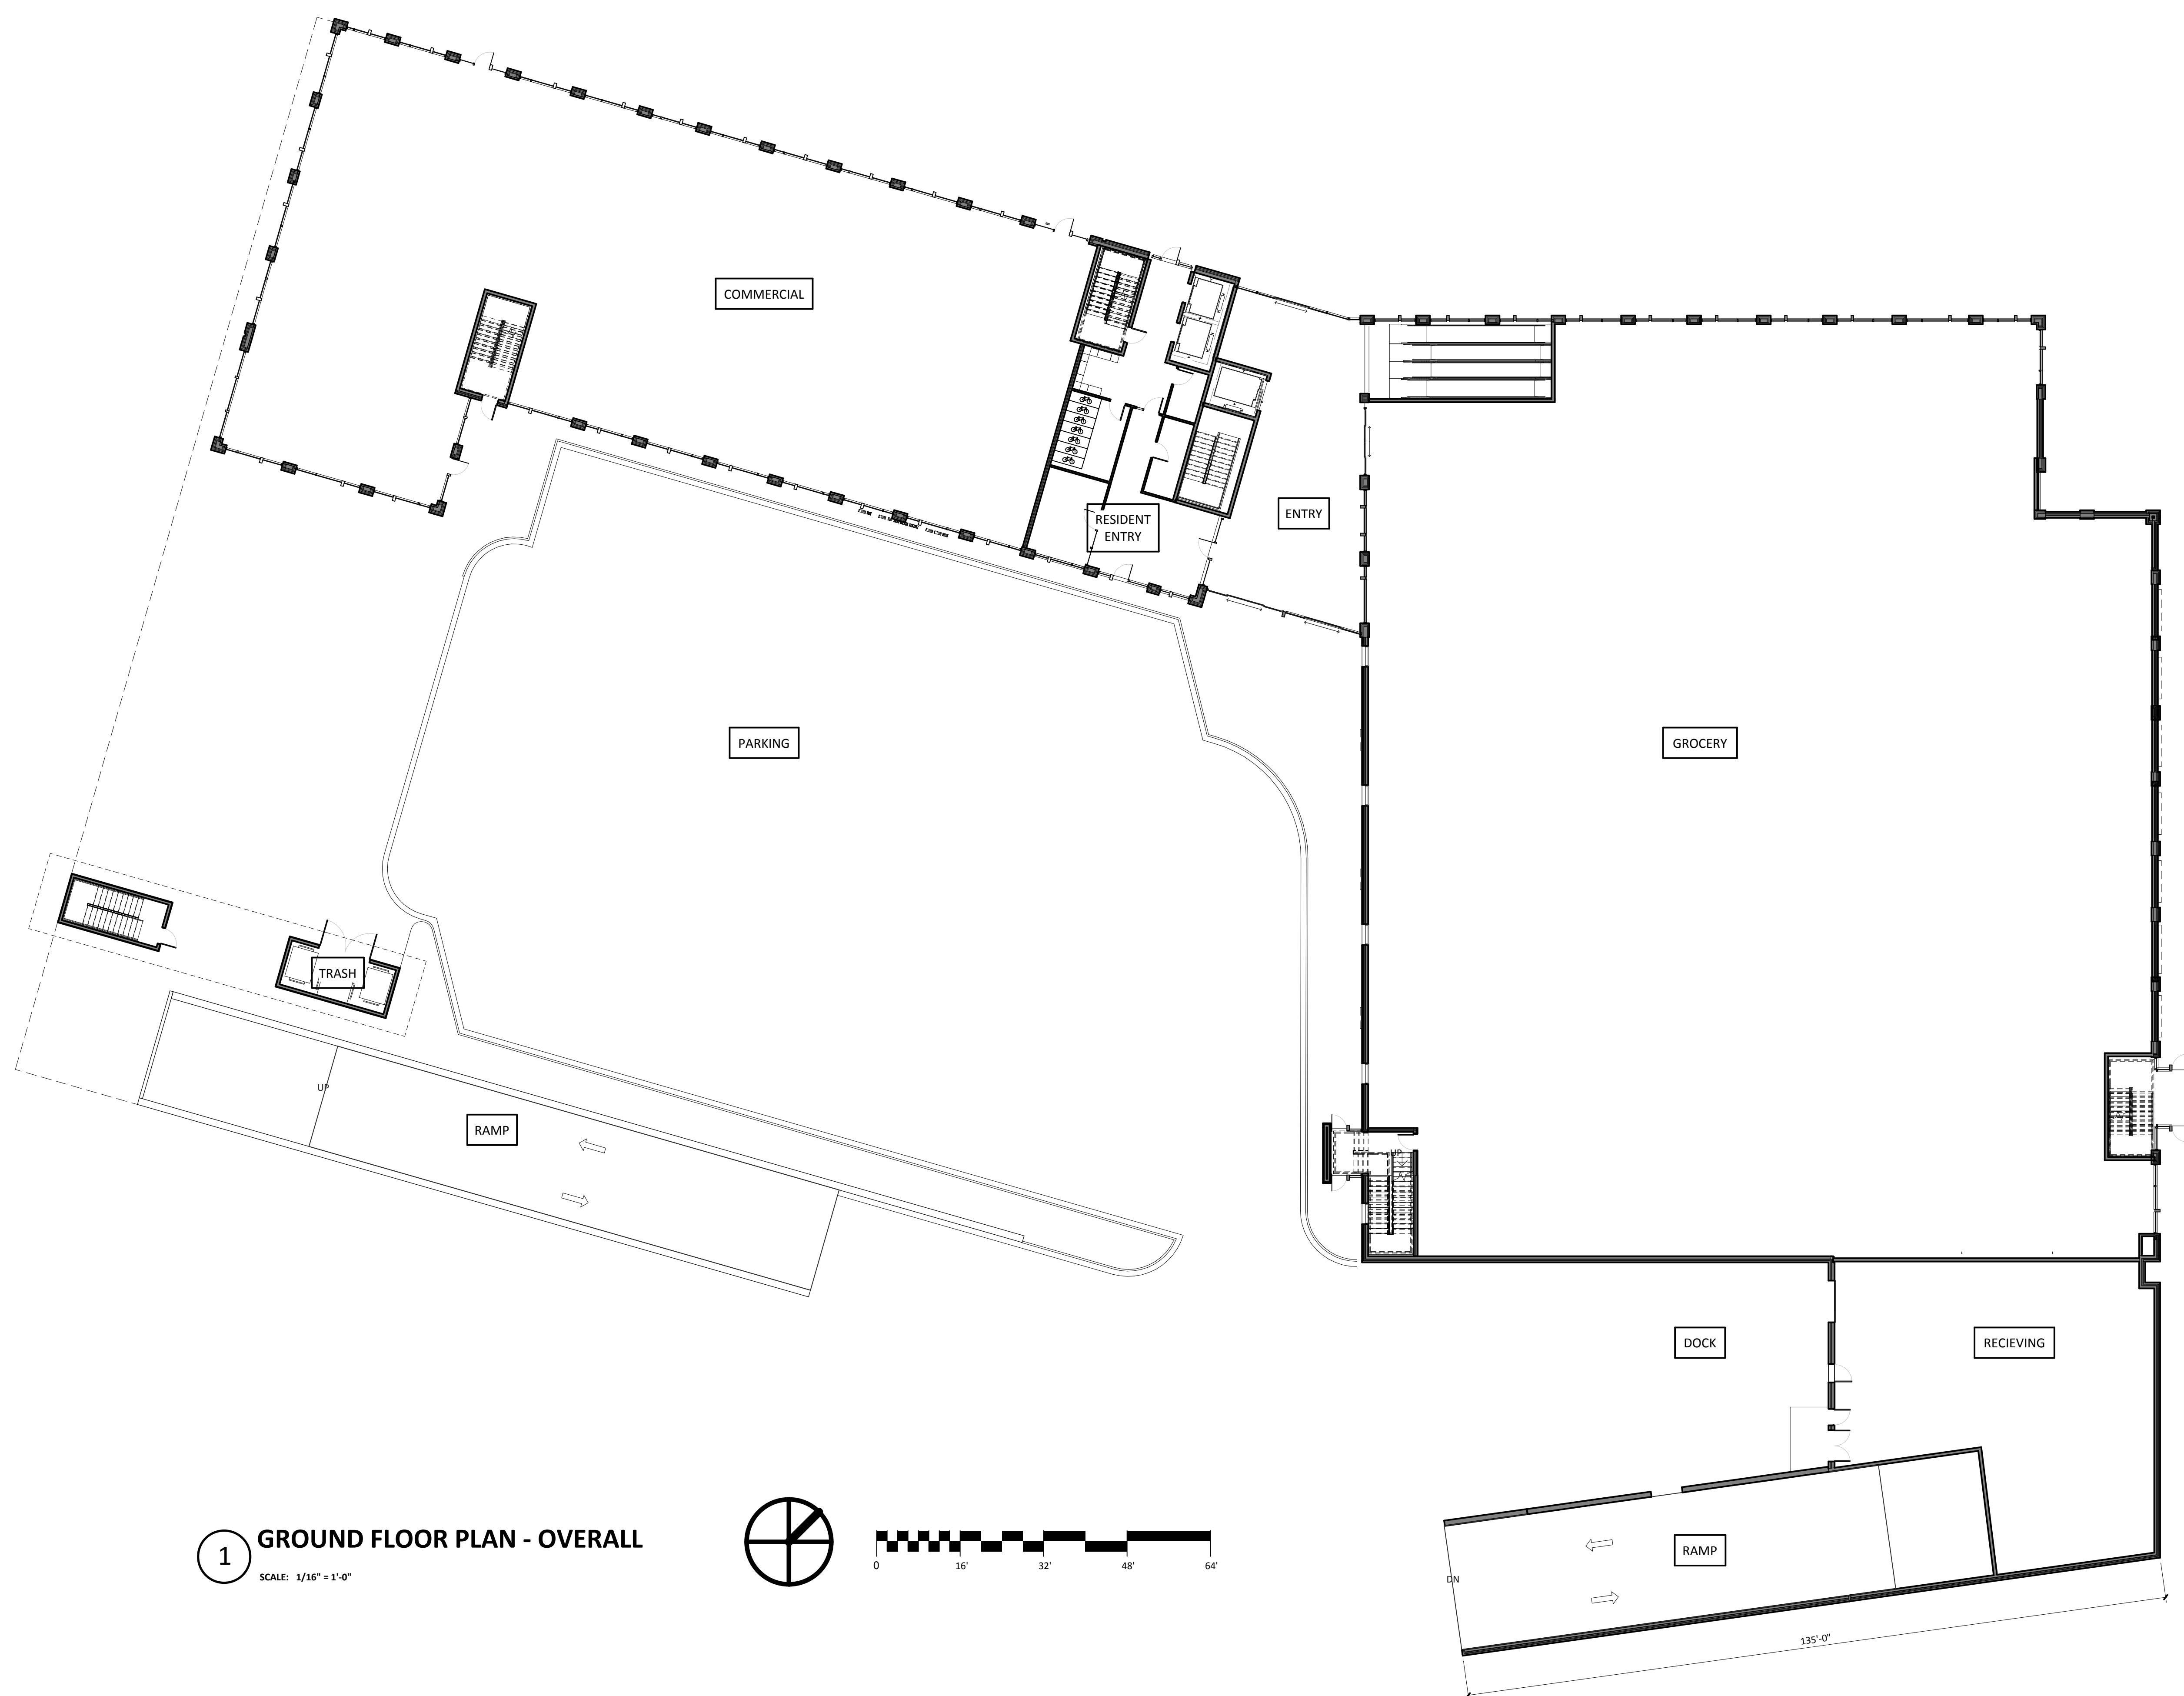 COMMERCIAL
ENTRY
RESIDENT
ENTRY
PARKING
GROCERY
TRASH
UP
RAMP
UP
DOCK
RECIEVING
1
GROUND FLOOR PLAN - OVERALL
SCALE: 1/16" = 1'-0"
0
16'
32'
48'
64'
RAMP
DN
135'-0"